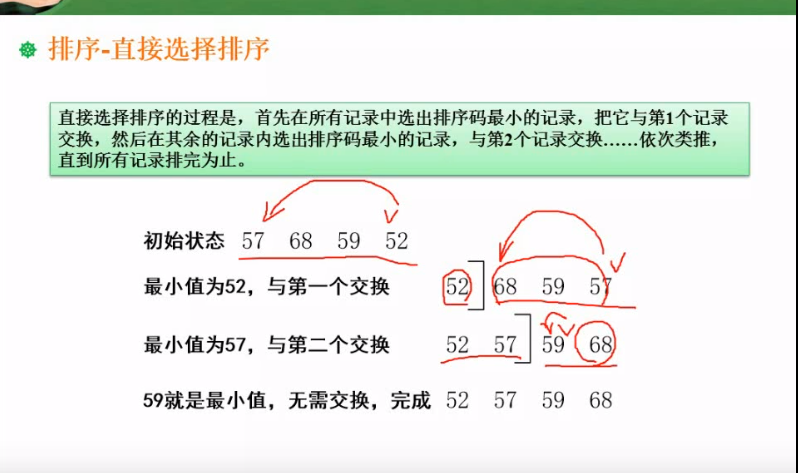 排序-直接选择排序
直接选择排序的过程是，首先在所有记录中选出排序码最小的记录，把它与第1个记录
交换，然后在其余的记录内选出排序码最小的记录，与第2个记录交换......依次类推，
直到所有记录排完为止。
初始状态 57 68 59 52
最小值为52，与第一个交换 52] 68 59 57
最小值为57，与第二个交换 52 57] 59 68
59就是最小值，无需交换，完成 52 57 59 68